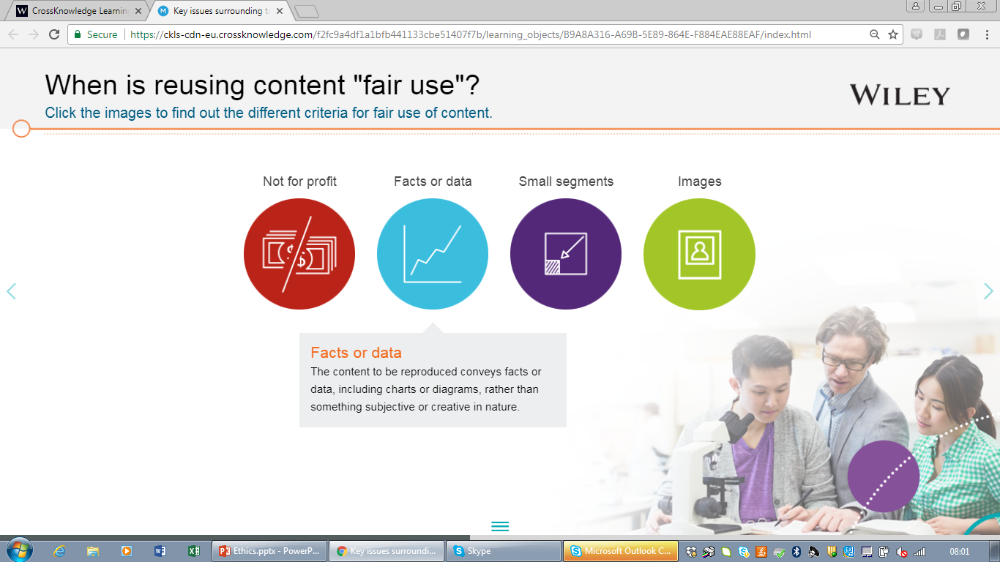 CrossKnowledge Learnin
Key issues surrounding t
Secure
https://ckls-cdn-eu.crossknowledge.com/f2fc9a4df1a1bfb441133cbe51407f7b/learning_objects/B9A8A316-A69B-5E89-864E-F884EAE88EAF/index.html
When is reusing content "fair use"?
WILEY
Click the images to find out the different criteria for fair use of content.
Not for profit
Facts or data
Small segments
Images
Facts or data
The content to be reproduced conveys facts or
data, including charts or diagrams, rather than
something subjective or creative in nature.
Ethics.pptx - PowerP...
Key issues surroundi...
Skype
Microsoft Outlook C...
08:01